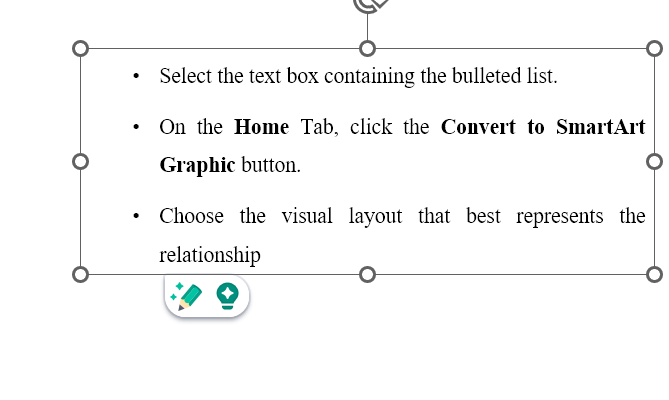 • Select the text box containing the bulleted list.
• On the Home Tab, click the Convert to SmartArt
Graphic button.
• Choose the visual layout that best represents the
relationship